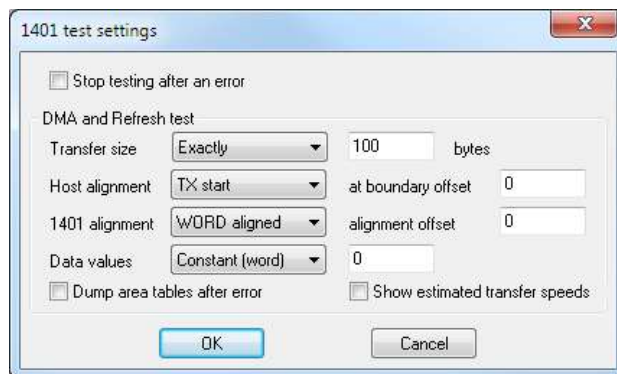 1401 test settings
Stop testing after an error
DMA and Refresh test
Transfer size Exactly 100 bytes
Host alignment TX start at boundary offset 0
1401 alignment WORD aligned alignment offset 0
Data values Constant (word) 0
Dump area tables after error Show estimated transfer speeds
OK Cancel